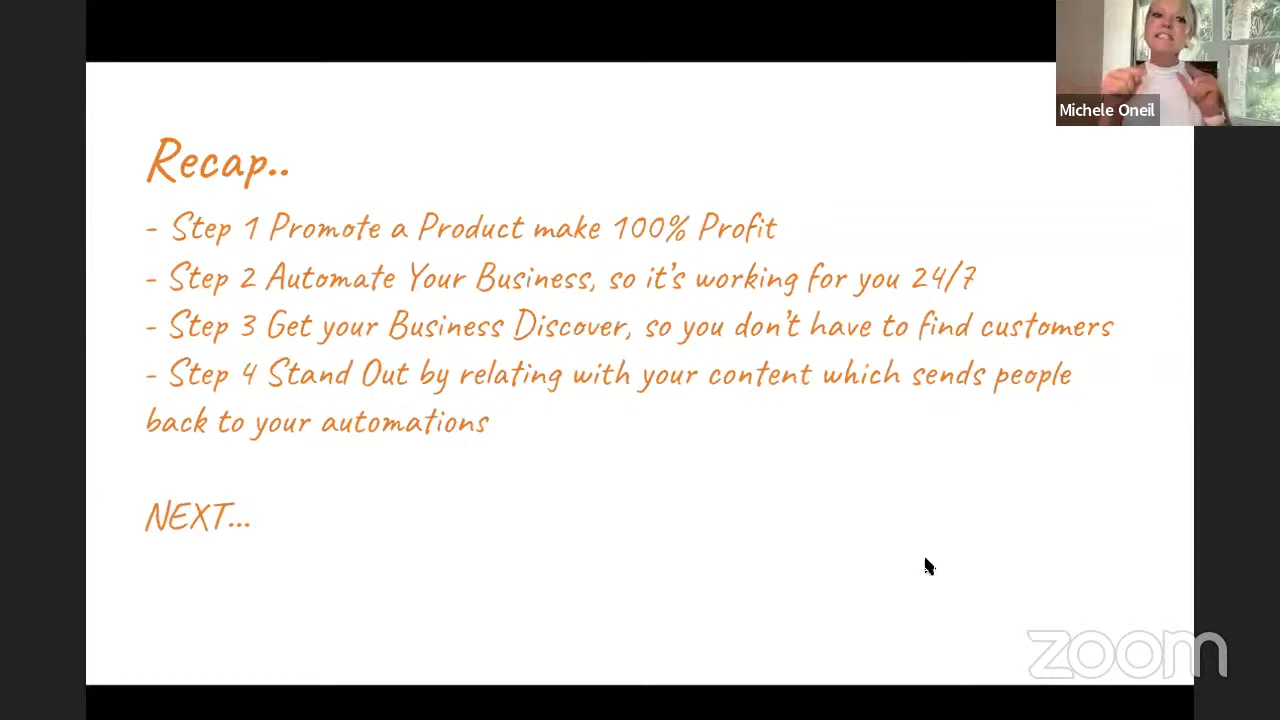 Michele Oneil
Recap..
- Step 1 Promote a Product make 100% Profit
- Step 2 Automate Your Business, so it's working for you 24/7
- Step 3 Get your Business Discover, so you don't have to find customers
- Step 4 Stand Out by relating with your content which sends people
back to your automations
NEXT...
zoom